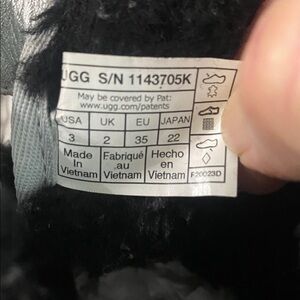 UGG S/N 1143705K
May be covered by Pat:
www.ugg.com/patents
USA UK EU JAPAN
3 2 35 22
Made in Vietnam
Fabriqué au Vietnam
Hecho en Vietnam
F20023D